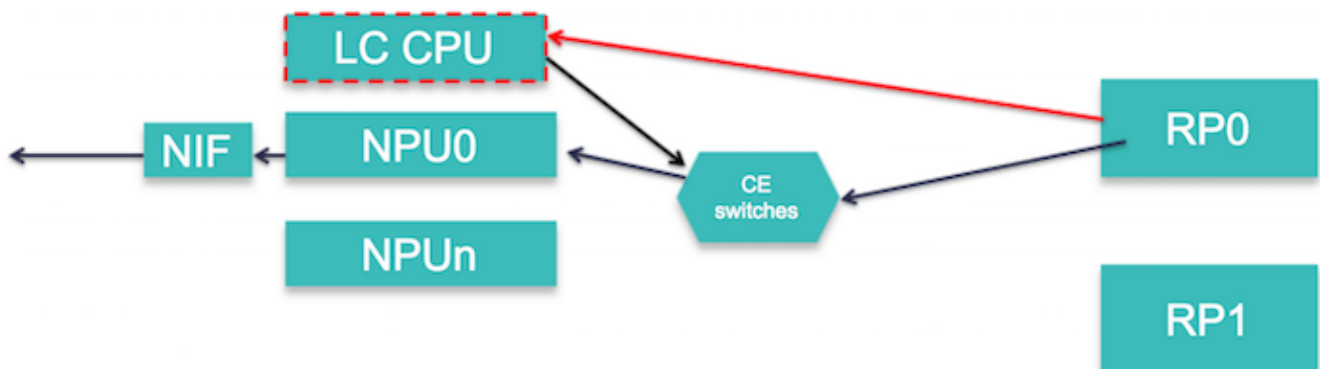 LC CPU
RP0
NIF
NPU0
CE
switches
NPUn
RP1